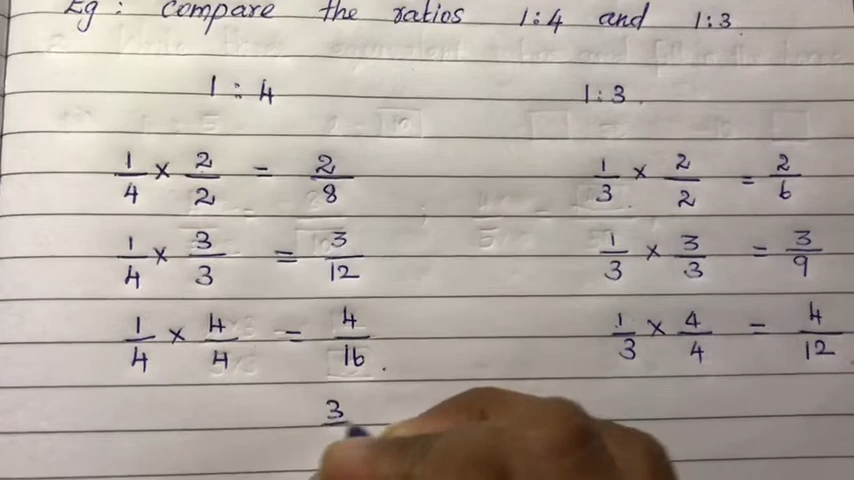 Eg : compare the ratios 1:4 and 1:3.
1 : 4 1:3.
1/4 × 2/2 = 2/8 1/3 × 2/2 = 2/6
1/4 × 3/3 = 3/12 1/3 × 3/3 = 3/9
1/4 × 4/4 = 4/16. 1/3 × 4/4 = 4/12
3